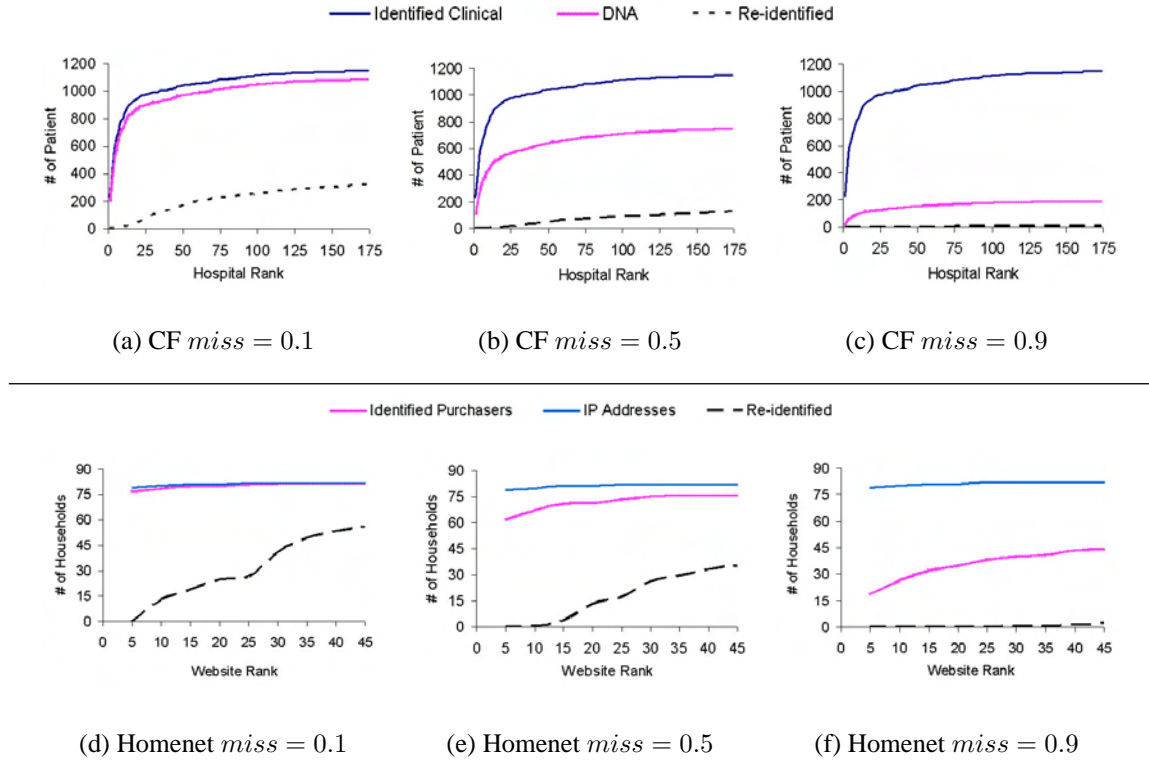 Identified Clinical DNA Re-identified
# of Patient
1200
1000
800
600
400
200
0
0 25 50 75 100 125 150 175
Hospital Rank
(a) CF miss = 0.1
# of Patient
1200
1000
800
600
400
200
0
0 25 50 75 100 125 150 175
Hospital Rank
(b) CF miss = 0.5
# of Patient
1200
1000
800
600
400
200
0
0 25 50 75 100 125 150 175
Hospital Rank
(c) CF miss = 0.9
Identified Purchasers IP Addresses Re-identified
# of Households
90
75
60
45
30
15
0
0 5 10 15 20 25 30 35 40 45
Website Rank
(d) Homenet miss = 0.1
# of Households
90
75
60
45
30
15
0
0 5 10 15 20 25 30 35 40 45
Website Rank
(e) Homenet miss = 0.5
# of Households
90
75
60
45
30
15
0
0 5 10 15 20 25 30 35 40 45
Website Rank
(f) Homenet miss = 0.9